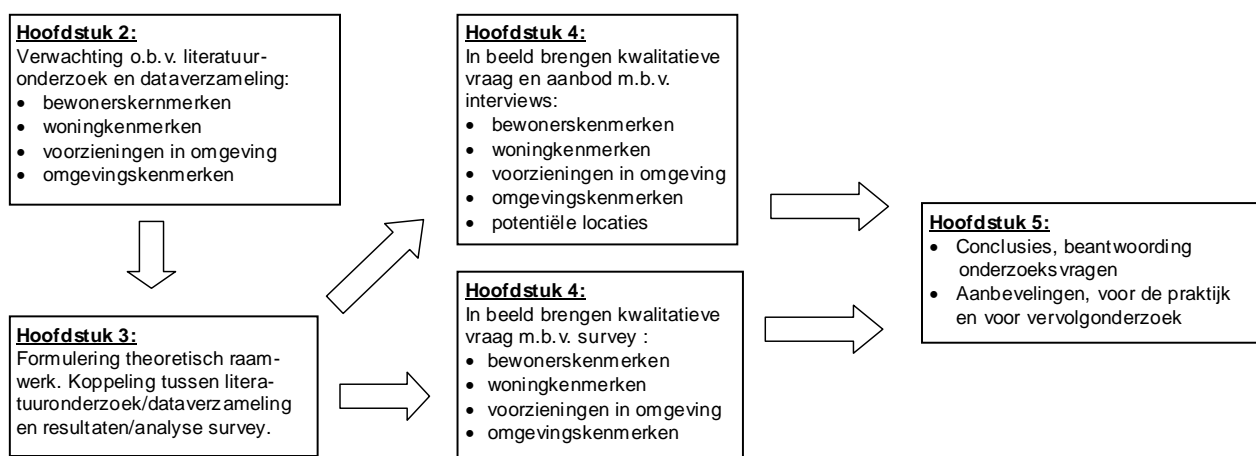 Hoofdstuk 2:
Verwachting o.b.v. literatuur-
onderzoek en dataverzameling:
• bewonerskernmerken
• woningkenmerken
• voorzieningen in omgeving
• omgevingskenmerken
Hoofdstuk 3:
Formulering theoretisch raam-
werk. Koppeling tussen litera-
tuuronderzoek/dataverzameling
en resultaten/analyse survey.
Hoofdstuk 4:
In beeld brengen kwalitatieve
vraag en aanbod m.b.v.
interviews:
• bewonerskenmerken
• woningkenmerken
• voorzieningen in omgeving
• omgevingskenmerken
• potentiële locaties
Hoofdstuk 4:
In beeld brengen kwalitatieve
vraag m.b.v. survey :
• bewonerskenmerken
• woningkenmerken
• voorzieningen in omgeving
• omgevingskenmerken
Hoofdstuk 5:
• Conclusies, beantwoording
onderzoeksvragen
• Aanbevelingen, voor de praktijk
en voor vervolgonderzoek